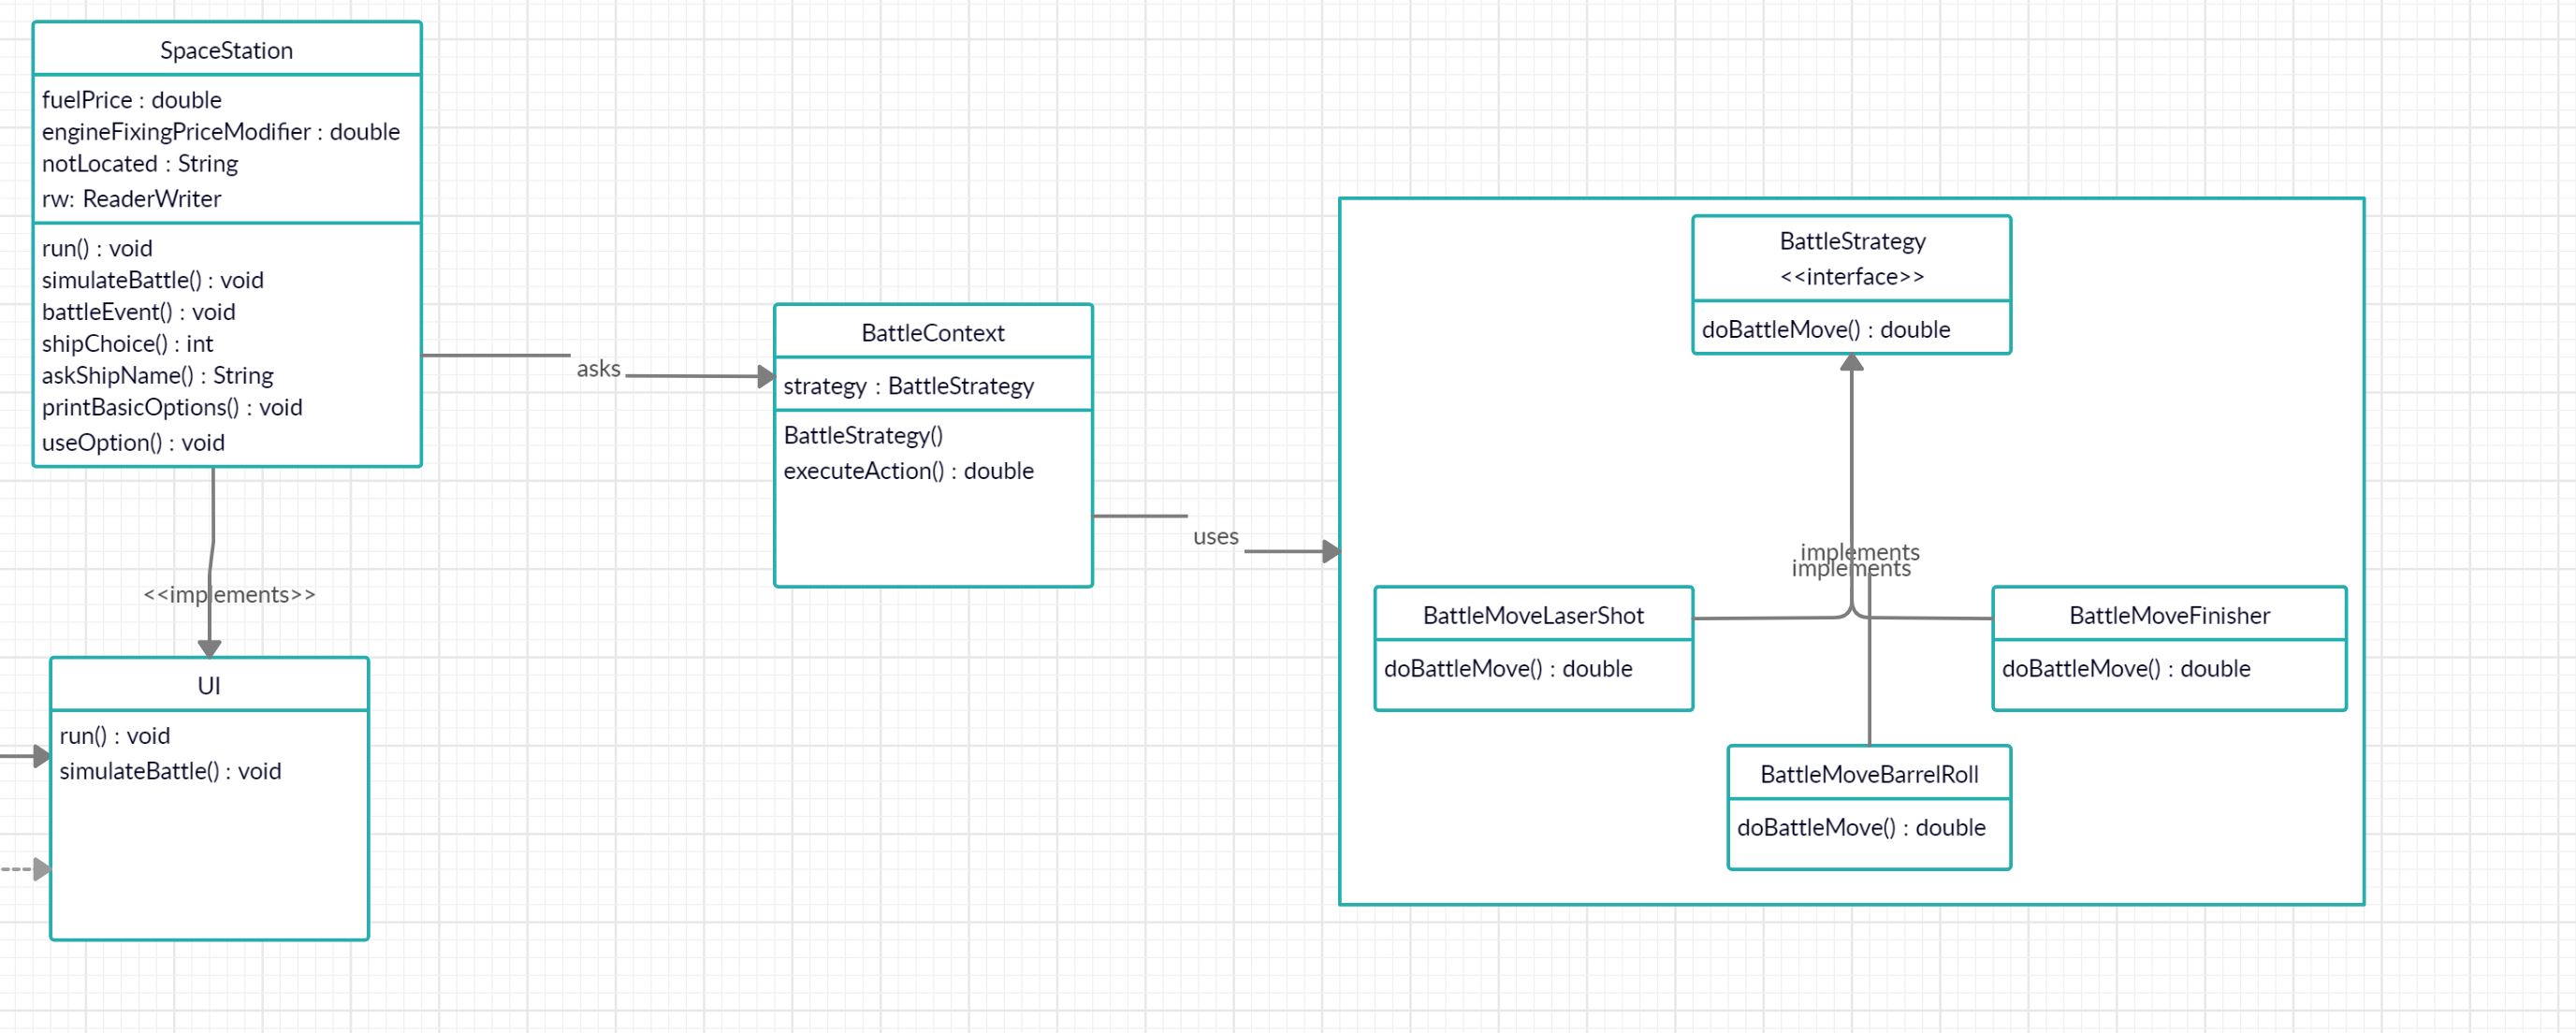 SpaceStation
fuelPrice : double
engineFixingPriceModifier : double
notLocated : String
rw: ReaderWriter
run() : void
simulateBattle() : void
battleEvent() : void
shipChoice() : int
askShipName() : String
printBasicOptions() : void
useOption() : void
<<implements>>
UI
run() : void
simulateBattle() : void
asks
BattleContext
strategy : BattleStrategy
BattleStrategy()
executeAction() : double
uses
BattleStrategy
<<interface>>
doBattleMove() : double
implements
implements
BattleMoveLaserShot
doBattleMove() : double
BattleMoveFinisher
doBattleMove() : double
BattleMoveBarrelRoll
doBattleMove() : double